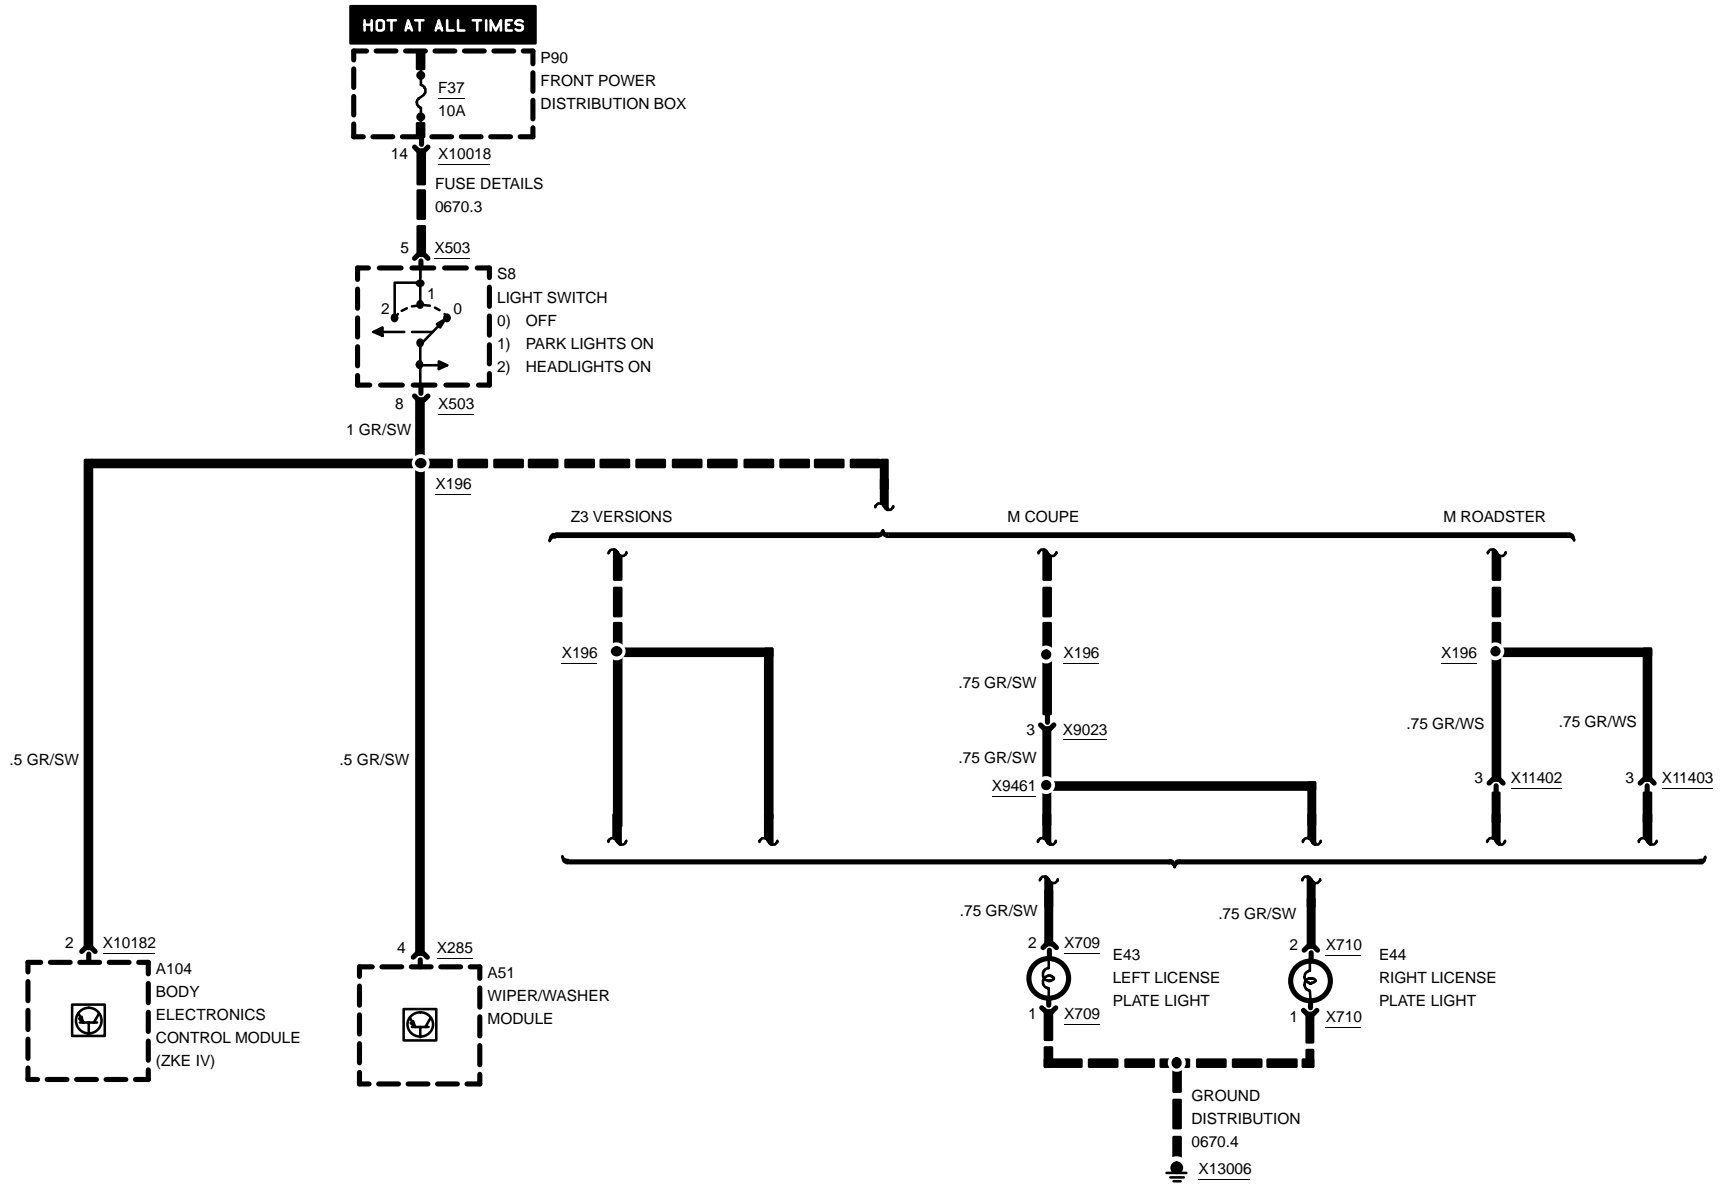 HOT AT ALL TIMES
P90
FRONT POWER
DISTRIBUTION BOX
F37
10A
14 X10018
FUSE DETAILS
0670.3
5 X503
S8
LIGHT SWITCH
0) OFF
1) PARK LIGHTS ON
2) HEADLIGHTS ON
1
2
0
8 X503
1 GR/SW
X196
Z3 VERSIONS
M COUPE
M ROADSTER
X196
X196
X196
.75 GR/SW
.75 GR/WS
.75 GR/WS
3 X9023
.5 GR/SW
.5 GR/SW
.75 GR/SW
X9461
3 X11402
3 X11403
.75 GR/SW
.75 GR/SW
2 X10182
4 X285
2 X709
2 X710
A104
BODY
ELECTRONICS
CONTROL MODULE
(ZKE IV)
A51
WIPER/WASHER
MODULE
E43
LEFT LICENSE
PLATE LIGHT
E44
RIGHT LICENSE
PLATE LIGHT
1 X709
1 X710
GROUND
DISTRIBUTION
0670.4
X13006